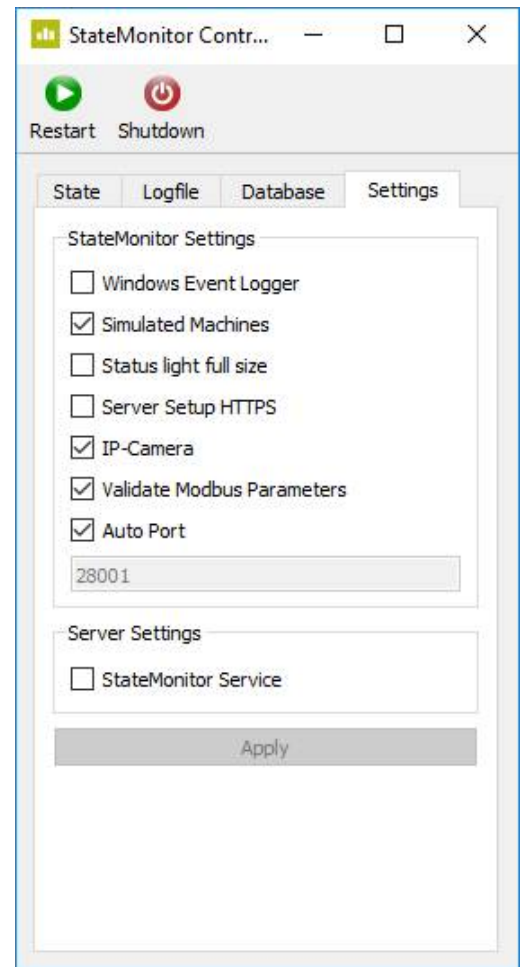 StateMonitor Contr...
Restart Shutdown
State Logfile Database Settings
StateMonitor Settings
Windows Event Logger
Simulated Machines
Status light full size
Server Setup HTTPS
IP-Camera
Validate Modbus Parameters
Auto Port
28001
Server Settings
StateMonitor Service
Apply